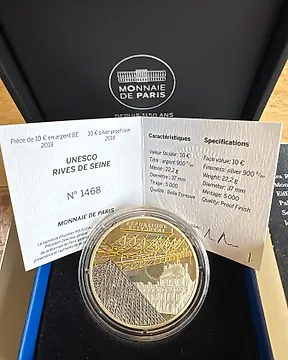 MONNAIE
DE PARIS
DEPUIS 1150 ANS
Pièce de 10 € en argent BE
2018
10 € silver proof coin
2018
UNESCO
RIVES DE SEINE
N° 1468
MONNAIE DE PARIS
Caractéristiques
Valeur faciale : 10 €
Titre : argent 900 ‰
Masse : 22,2 g
Diamètre : 37 mm
Tirage : 5 000
Qualité : Belle Épreuve
Specifications
Face value: 10 €
Fineness: silver 900 ‰
Weight: 22,2 g
Diameter: 37 mm
Mintage: 5 000
Quality: Proof Finish